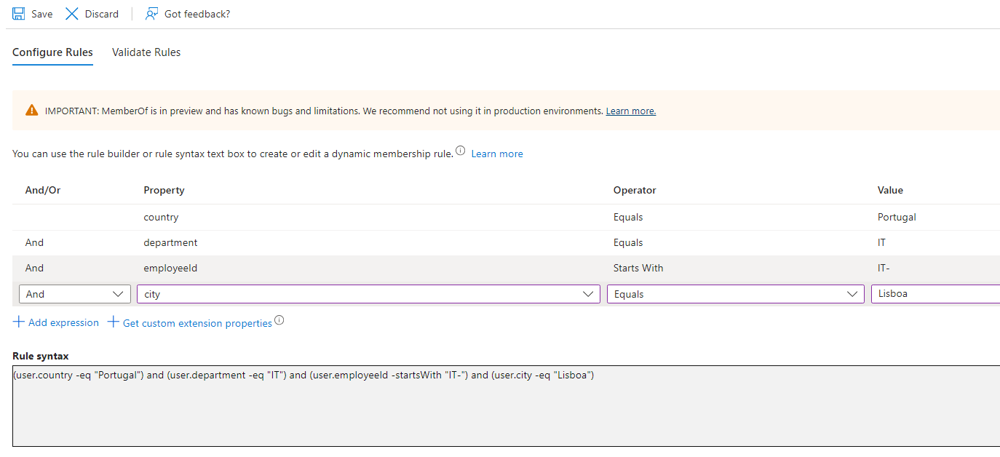 Save Discard Got feedback?
Configure Rules Validate Rules
IMPORTANT: MemberOf is in preview and has known bugs and limitations. We recommend not using it in production environments. Learn more.
You can use the rule builder or rule syntax text box to create or edit a dynamic membership rule. Learn more
And/Or Property Operator Value
country Equals Portugal
And department Equals IT
And employeeId Starts With IT-
And city Equals Lisboa
Add expression Get custom extension properties
Rule syntax
(user.country -eq "Portugal") and (user.department -eq "IT") and (user.employeeId -startsWith "IT-") and (user.city -eq "Lisboa")